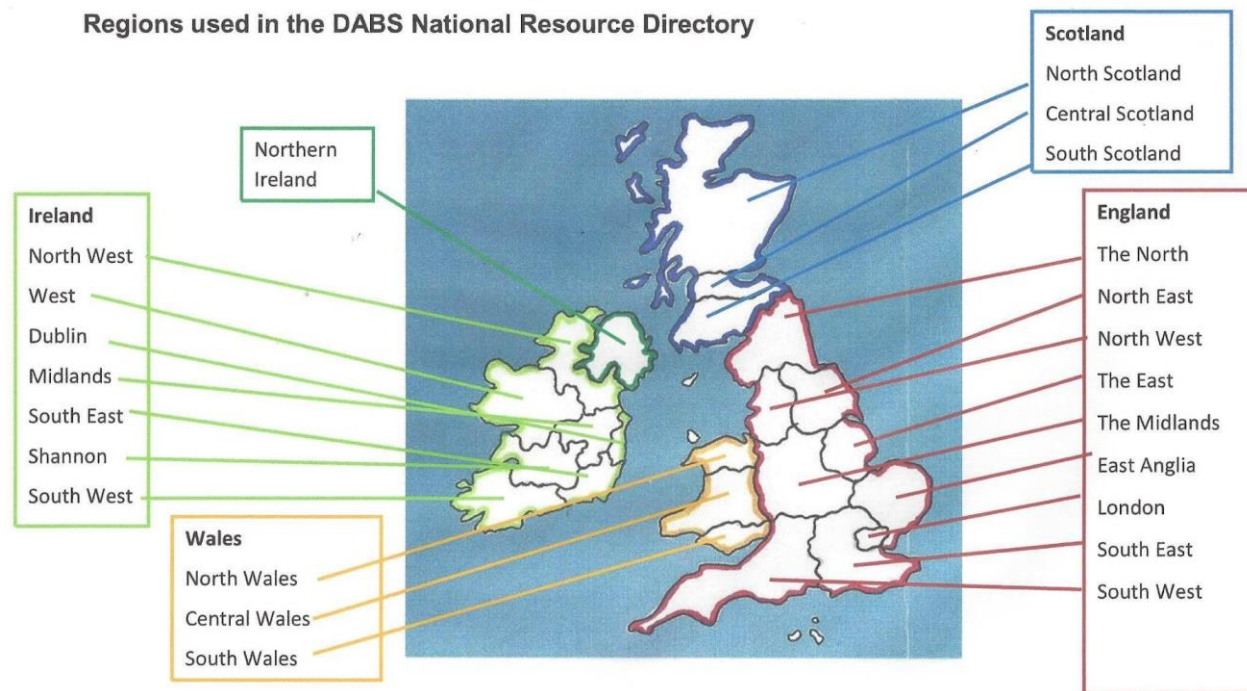 Regions used in the DABS National Resource Directory
Scotland
North Scotland
Central Scotland
South Scotland
Northern
Ireland
Ireland
North West
West
Dublin
Midlands
South East
Shannon
South West
England
The North
North East
North West
The East
The Midlands
East Anglia
London
South East
South West
Wales
North Wales
Central Wales
South Wales